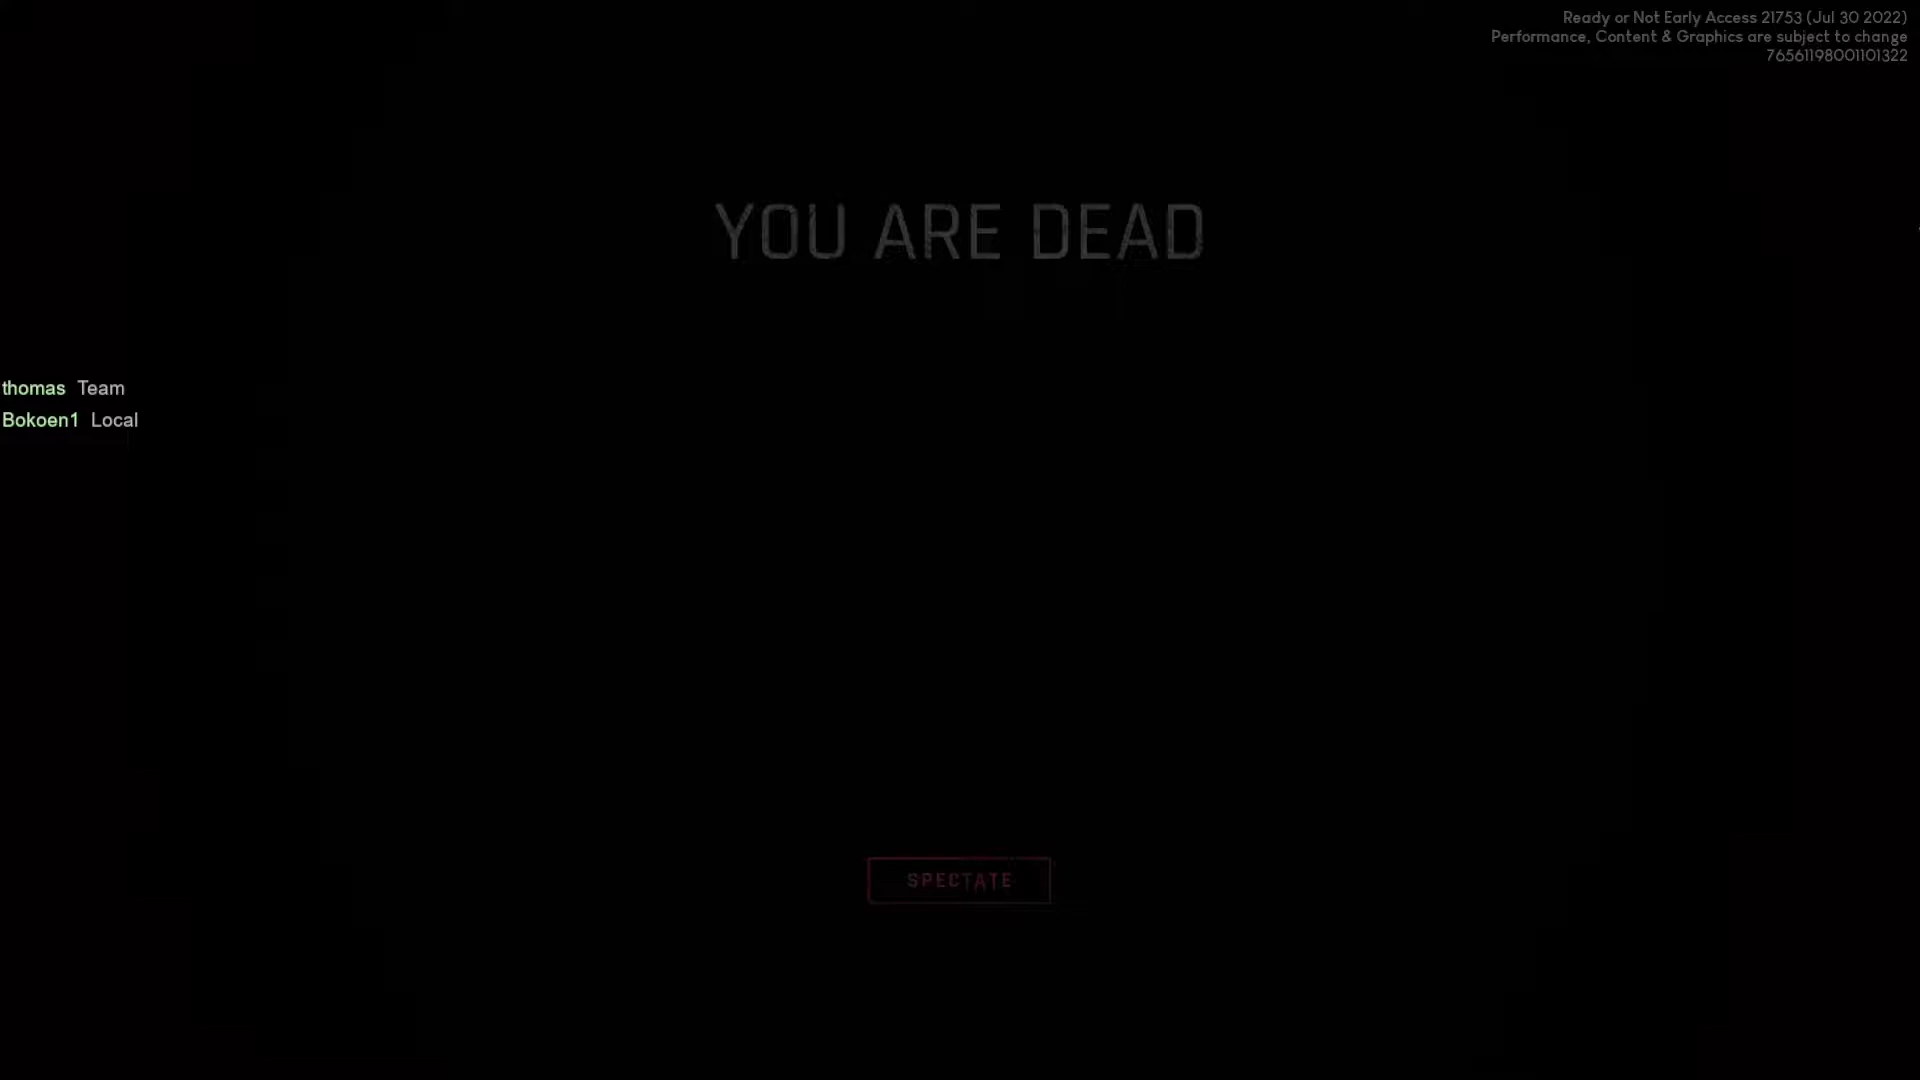 Ready or Not Early Access 21753 (Jul 30 2022)
Performance, Content & Graphics are subject to change
76561198001101322
YOU ARE DEAD
thomas Team
Bokoen1 Local
SPECTATE